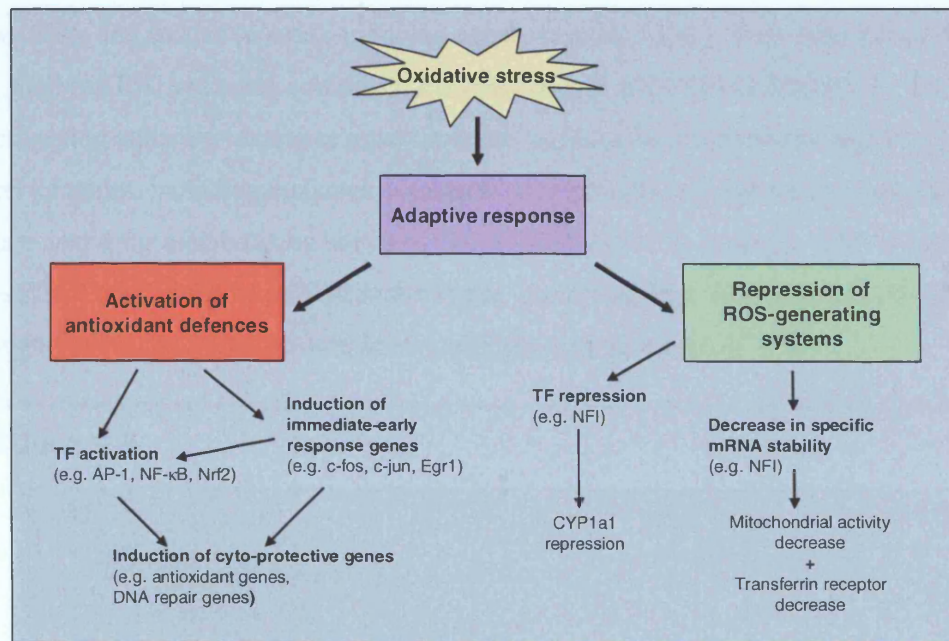 Oxidative stress
Adaptive response
Activation of
antioxidant defences
Repression of
ROS-generating
systems
Induction of
immediate-early
response genes
(e.g. c-fos, c-jun, Egr1)
TF activation
(e.g. AP-1, NF-κB, Nrf2)
Induction of cyto-protective genes
(e.g. antioxidant genes,
DNA repair genes)
TF repression
(e.g. NFI)
CYP1a1
repression
Decrease in specific
mRNA stability
(e.g. NFI)
Mitochondrial activity
decrease
+
Transferrin receptor
decrease